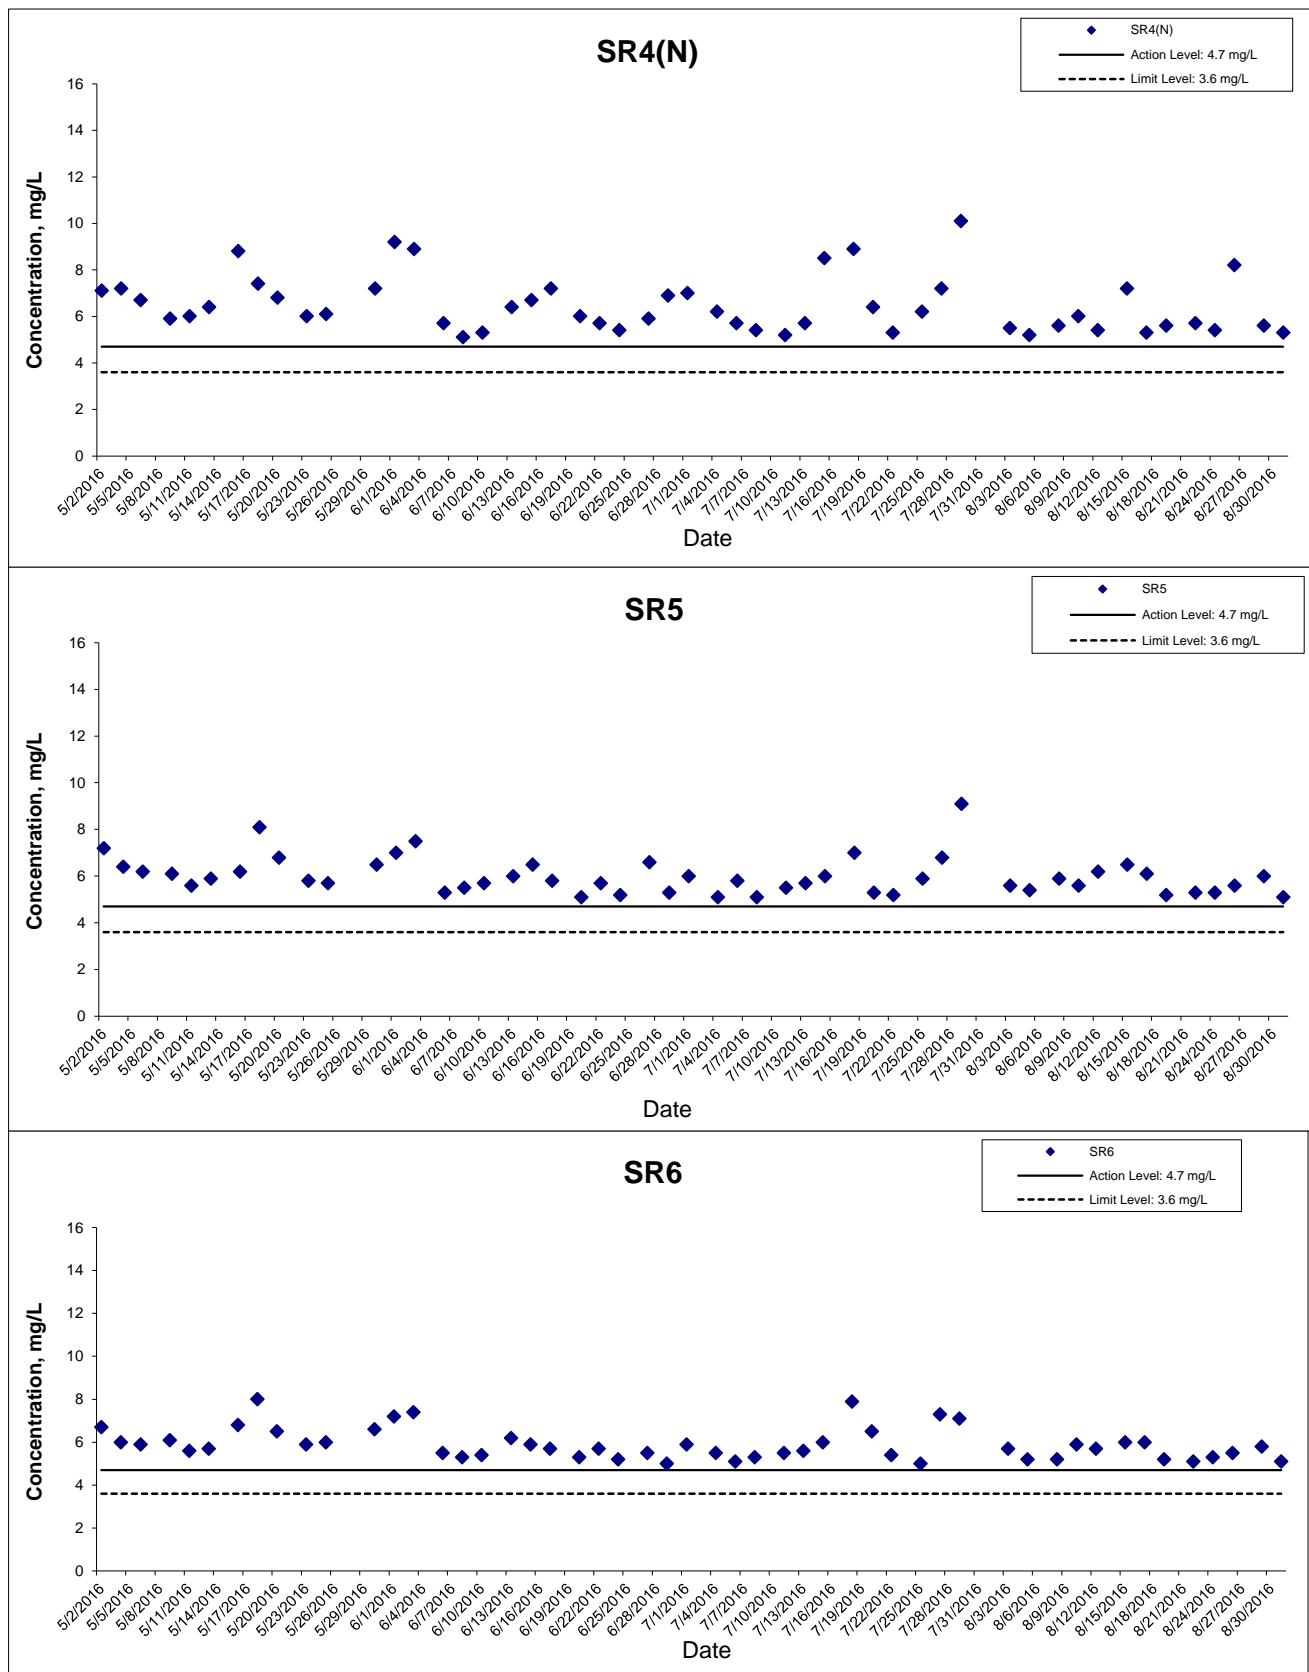 SR4(N)
SR4(N)
Action Level: 4.7 mg/L
Limit Level: 3.6 mg/L
Concentration, mg/L
16
14
12
10
8
6
4
2
0
5/2/2016 5/5/2016 5/8/2016 5/11/2016 5/14/2016 5/17/2016 5/20/2016 5/23/2016 5/26/2016 5/29/2016 6/1/2016 6/4/2016 6/7/2016 6/10/2016 6/13/2016 6/16/2016 6/19/2016 6/22/2016 6/25/2016 6/28/2016 7/1/2016 7/4/2016 7/7/2016 7/10/2016 7/13/2016 7/16/2016 7/19/2016 7/22/2016 7/25/2016 7/28/2016 7/31/2016 8/3/2016 8/6/2016 8/9/2016 8/12/2016 8/15/2016 8/18/2016 8/21/2016 8/24/2016 8/27/2016 8/30/2016
Date
SR5
SR5
Action Level: 4.7 mg/L
Limit Level: 3.6 mg/L
Concentration, mg/L
16
14
12
10
8
6
4
2
0
5/2/2016 5/5/2016 5/8/2016 5/11/2016 5/14/2016 5/17/2016 5/20/2016 5/23/2016 5/26/2016 5/29/2016 6/1/2016 6/4/2016 6/7/2016 6/10/2016 6/13/2016 6/16/2016 6/19/2016 6/22/2016 6/25/2016 6/28/2016 7/1/2016 7/4/2016 7/7/2016 7/10/2016 7/13/2016 7/16/2016 7/19/2016 7/22/2016 7/25/2016 7/28/2016 7/31/2016 8/3/2016 8/6/2016 8/9/2016 8/12/2016 8/15/2016 8/18/2016 8/21/2016 8/24/2016 8/27/2016 8/30/2016
Date
SR6
SR6
Action Level: 4.7 mg/L
Limit Level: 3.6 mg/L
Concentration, mg/L
16
14
12
10
8
6
4
2
0
5/2/2016 5/5/2016 5/8/2016 5/11/2016 5/14/2016 5/17/2016 5/20/2016 5/23/2016 5/26/2016 5/29/2016 6/1/2016 6/4/2016 6/7/2016 6/10/2016 6/13/2016 6/16/2016 6/19/2016 6/22/2016 6/25/2016 6/28/2016 7/1/2016 7/4/2016 7/7/2016 7/10/2016 7/13/2016 7/16/2016 7/19/2016 7/22/2016 7/25/2016 7/28/2016 7/31/2016 8/3/2016 8/6/2016 8/9/2016 8/12/2016 8/15/2016 8/18/2016 8/21/2016 8/24/2016 8/27/2016 8/30/2016
Date